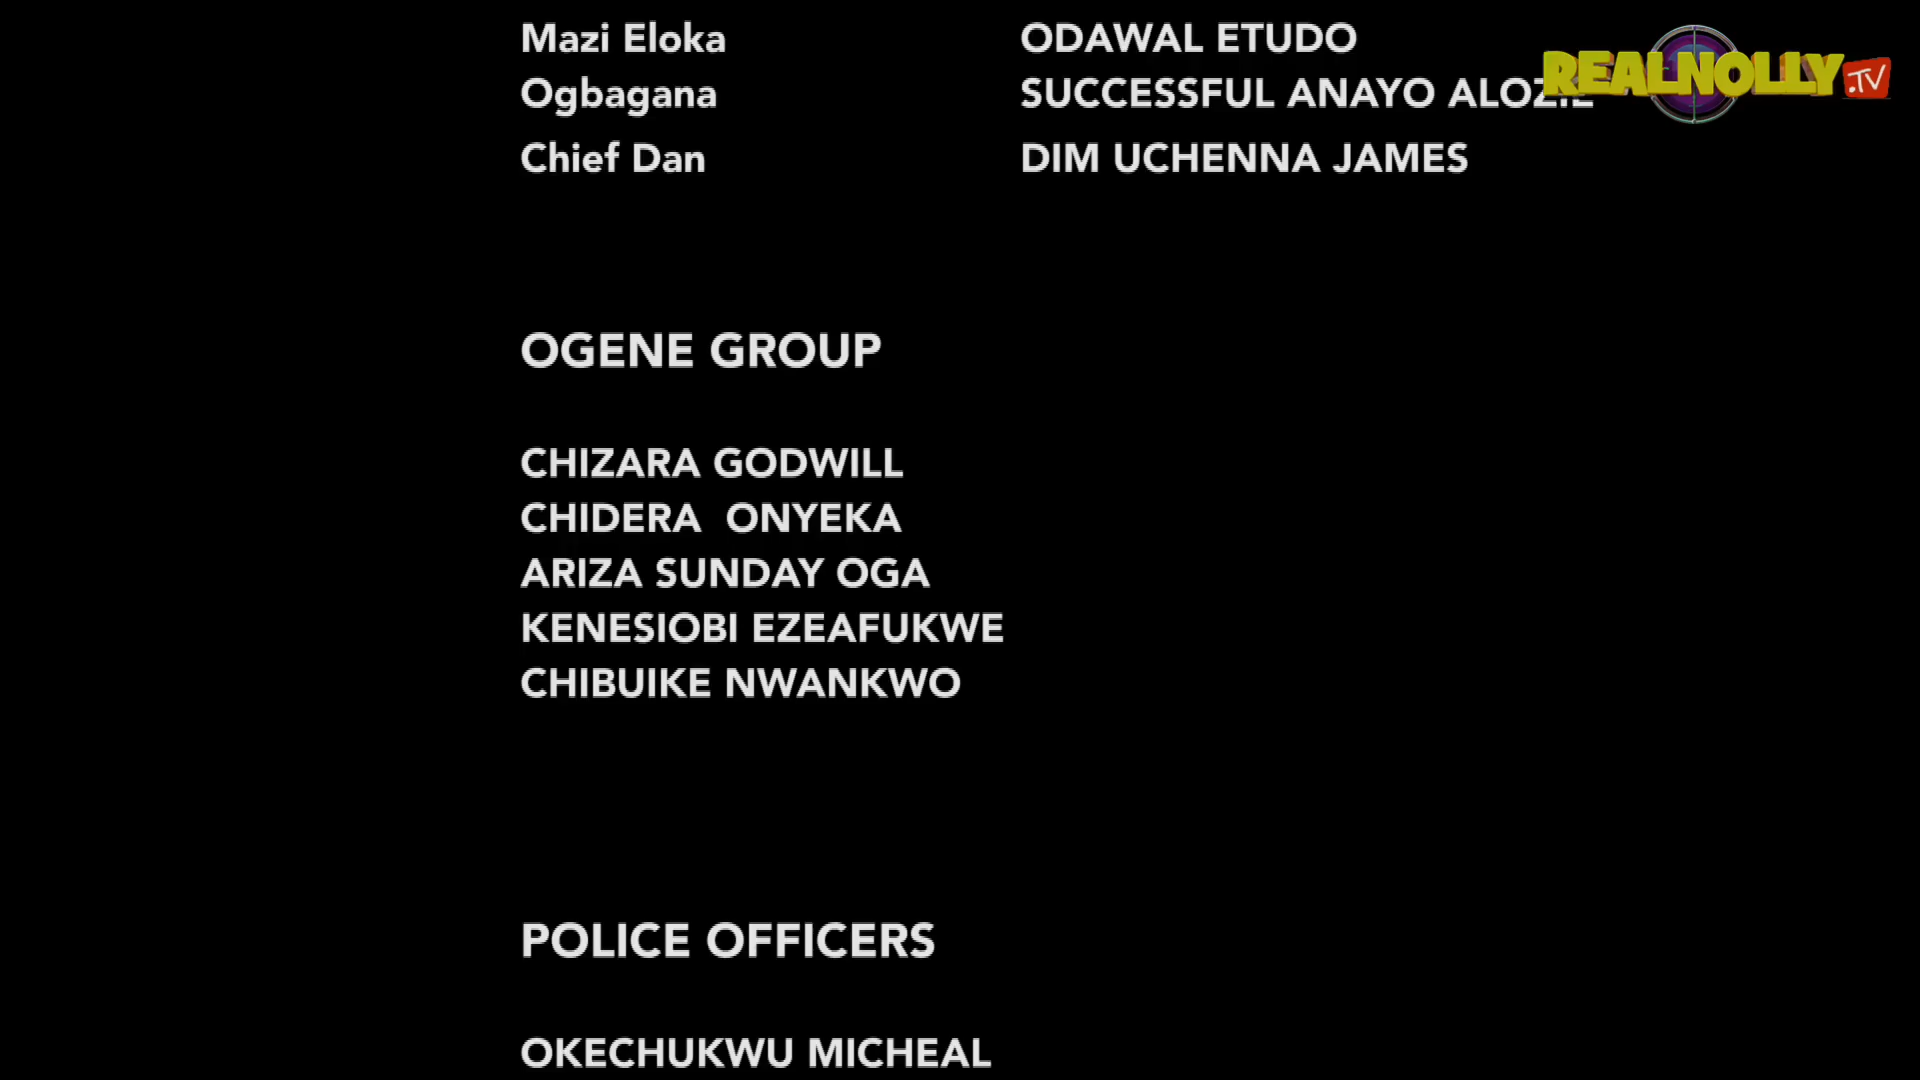 Mazi Eloka ODAWAL ETUDO
Ogbagana SUCCESSFUL ANAYO
Chief Dan DIM UCHENNA JAMES
REALNOLLY.TV
OGENE GROUP
CHIZARA GODWILL
CHIDERA ONYEKA
ARIZA SUNDAY OGA
KENESIOBI EZEAFUKWE
CHIBUIKE NWANKWO
POLICE OFFICERS
OKECHUKWU MICHEAL